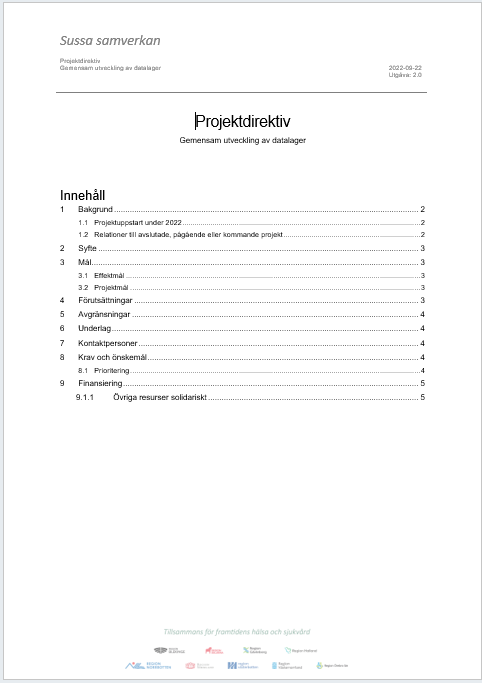 Sussa samverkan
Projektdirektiv
Gemensam utveckling av datalager
2022-09-22
Utgåva: 2.0
Projektdirektiv
Gemensam utveckling av datalager
Innehåll
1 Bakgrund 2
1.1 Projektuppstart under 2022 2
1.2 Relationer till avslutade, pågående eller kommande projekt 2
2 Syfte 3
3 Mål 3
3.1 Effektmål 3
3.2 Projektmål 3
4 Förutsättningar 3
5 Avgränsningar 4
6 Underlag 4
7 Kontaktpersoner 4
8 Krav och önskemål 4
8.1 Prioritering 4
9 Finansiering 5
9.1.1 Övriga resurser solidariskt 5
Tillsammans för framtidens hälsa och sjukvård